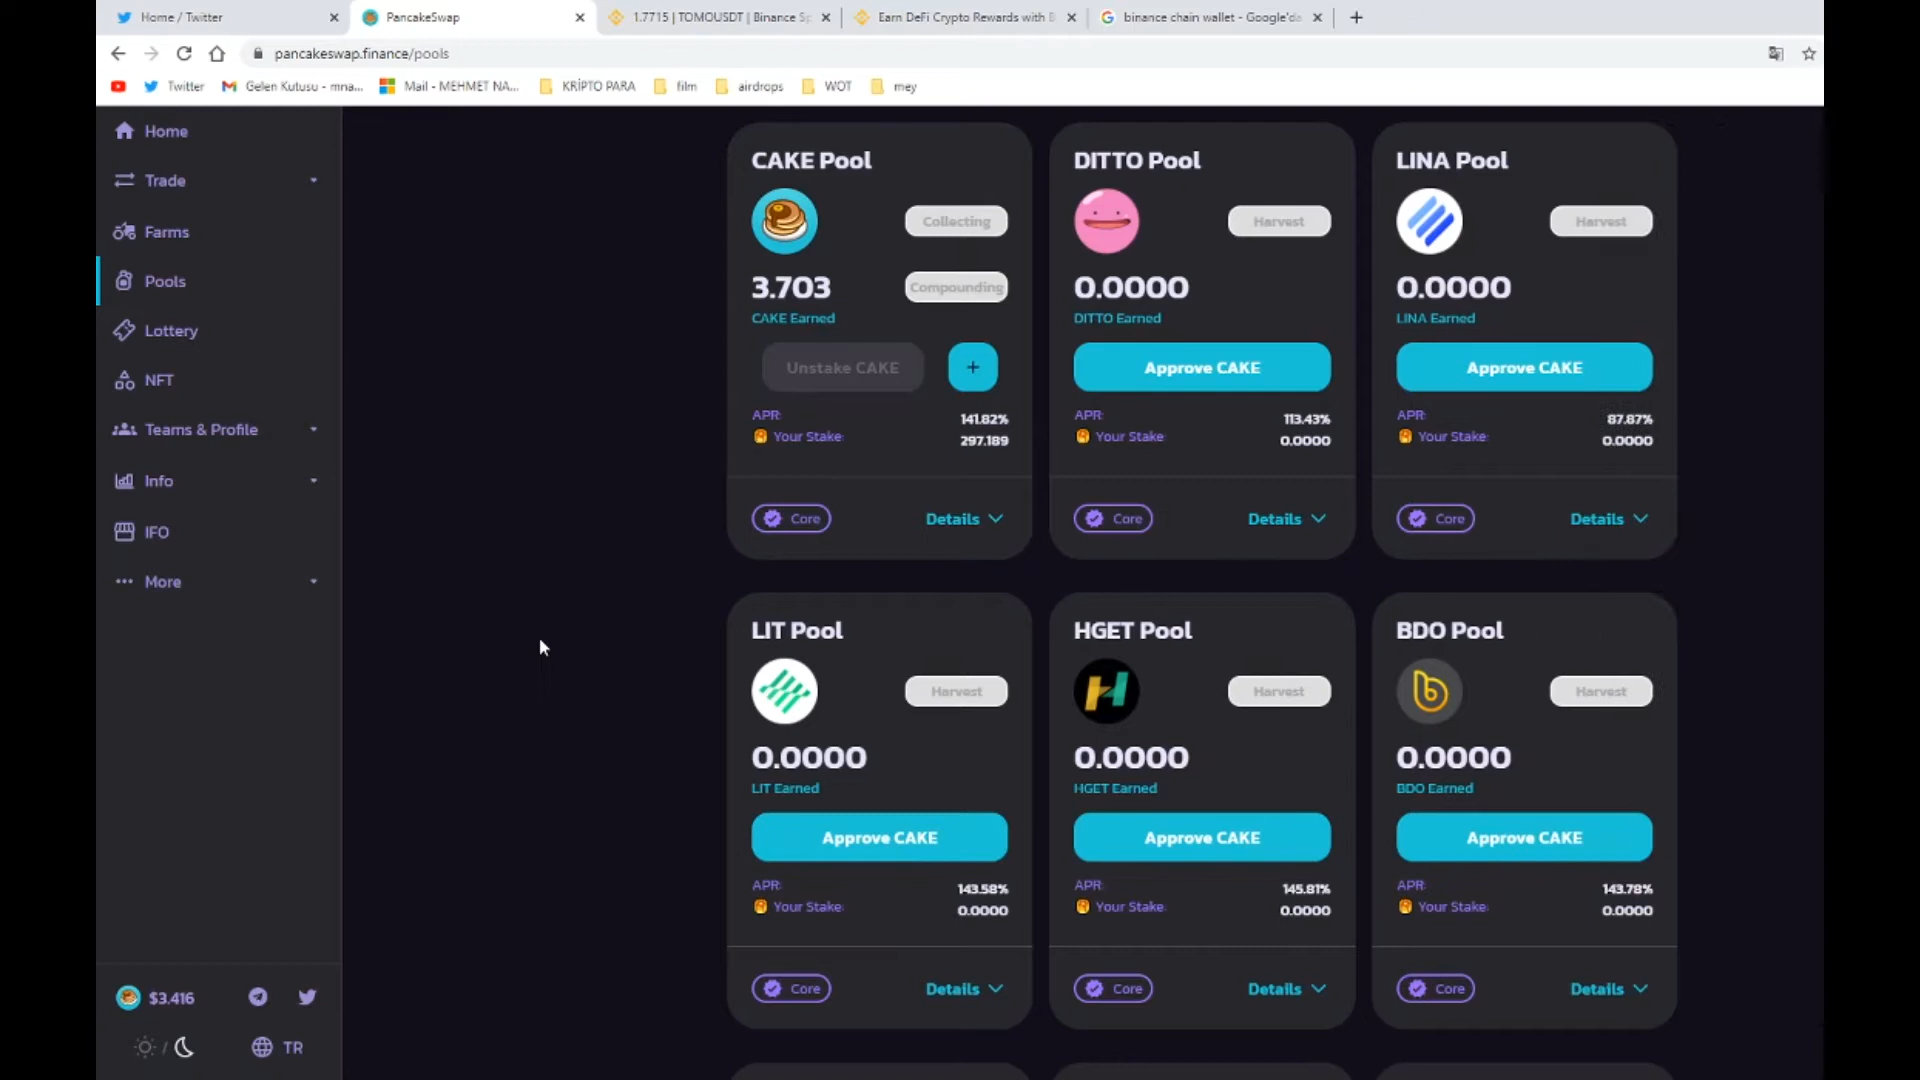 Home / Twitter
PancakeSwap
1.7715 | TOMOUSDT | Binance Sp
Earn DeFi Crypto Rewards with B
binance chain wallet - Google'da
pancakeswap.finance/pools
Twitter
Gelen Kutusu - mna...
Mail - MEHMET NA...
KRİPTO PARA
film
airdrops
WOT
mey
Home
Trade
Farms
Pools
Lottery
NFT
Teams & Profile
Info
IFO
More
$3.416
TR
CAKE Pool
Collecting
3.703
Compounding
CAKE Earned
Unstake CAKE
+
APR: 141.82%
Your Stake: 297.189
Core
Details
DITTO Pool
Harvest
0.0000
DITTO Earned
Approve CAKE
APR: 113.43%
Your Stake: 0.0000
Core
Details
LINA Pool
Harvest
0.0000
LINA Earned
Approve CAKE
APR: 87.87%
Your Stake: 0.0000
Core
Details
LIT Pool
Harvest
0.0000
LIT Earned
Approve CAKE
APR: 143.58%
Your Stake: 0.0000
Core
Details
HGET Pool
Harvest
0.0000
HGET Earned
Approve CAKE
APR: 145.81%
Your Stake: 0.0000
Core
Details
BDO Pool
Harvest
0.0000
BDO Earned
Approve CAKE
APR: 143.78%
Your Stake: 0.0000
Core
Details